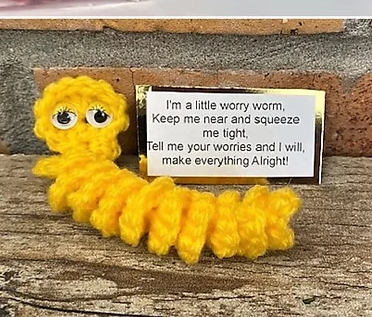 I'm a little worry worm,
Keep me near and squeeze
me tight,
Tell me your worries and I will,
make everything Alright!